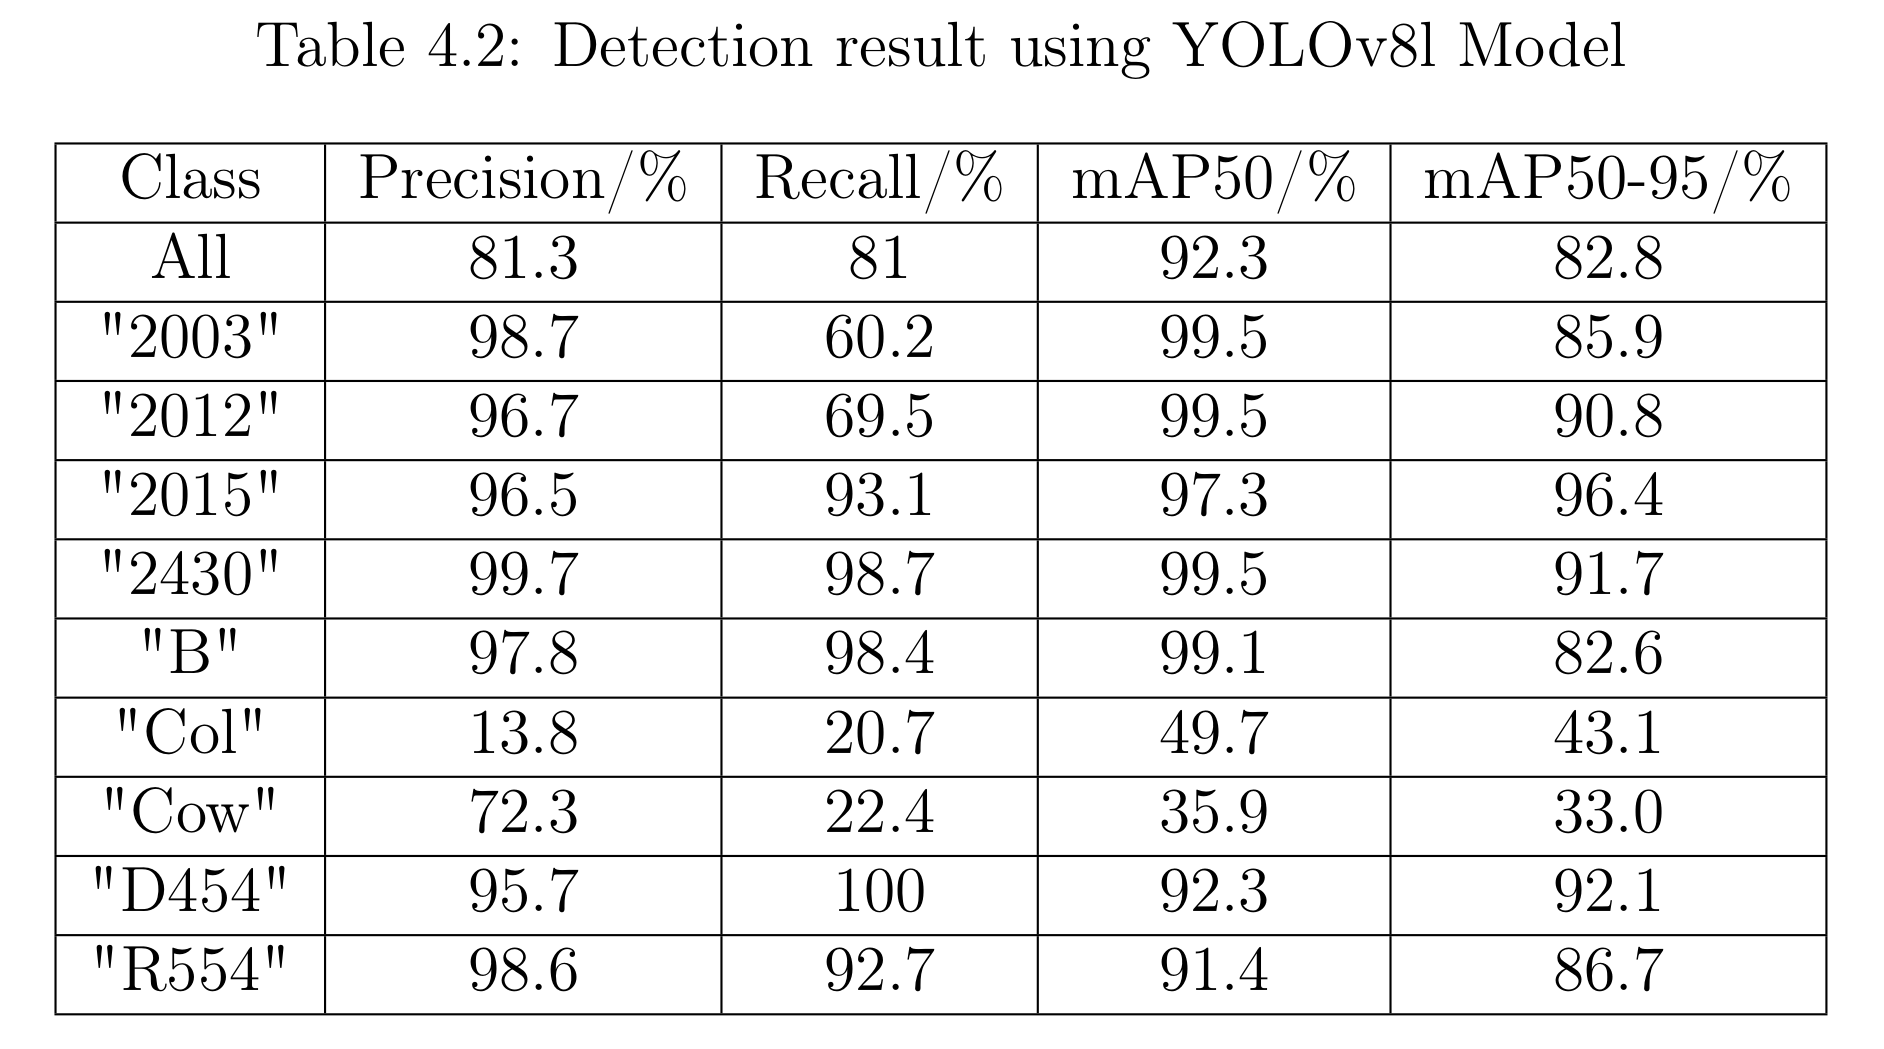 Table 4.2: Detection result using YOLOv8l Model
Class Precision/% Recall/% mAP50/% mAP50-95/%
All 81.3 81 92.3 82.8
"2003" 98.7 60.2 99.5 85.9
"2012" 96.7 69.5 99.5 90.8
"2015" 96.5 93.1 97.3 96.4
"2430" 99.7 98.7 99.5 91.7
"B" 97.8 98.4 99.1 82.6
"Col" 13.8 20.7 49.7 43.1
"Cow" 72.3 22.4 35.9 33.0
"D454" 95.7 100 92.3 92.1
"R554" 98.6 92.7 91.4 86.7